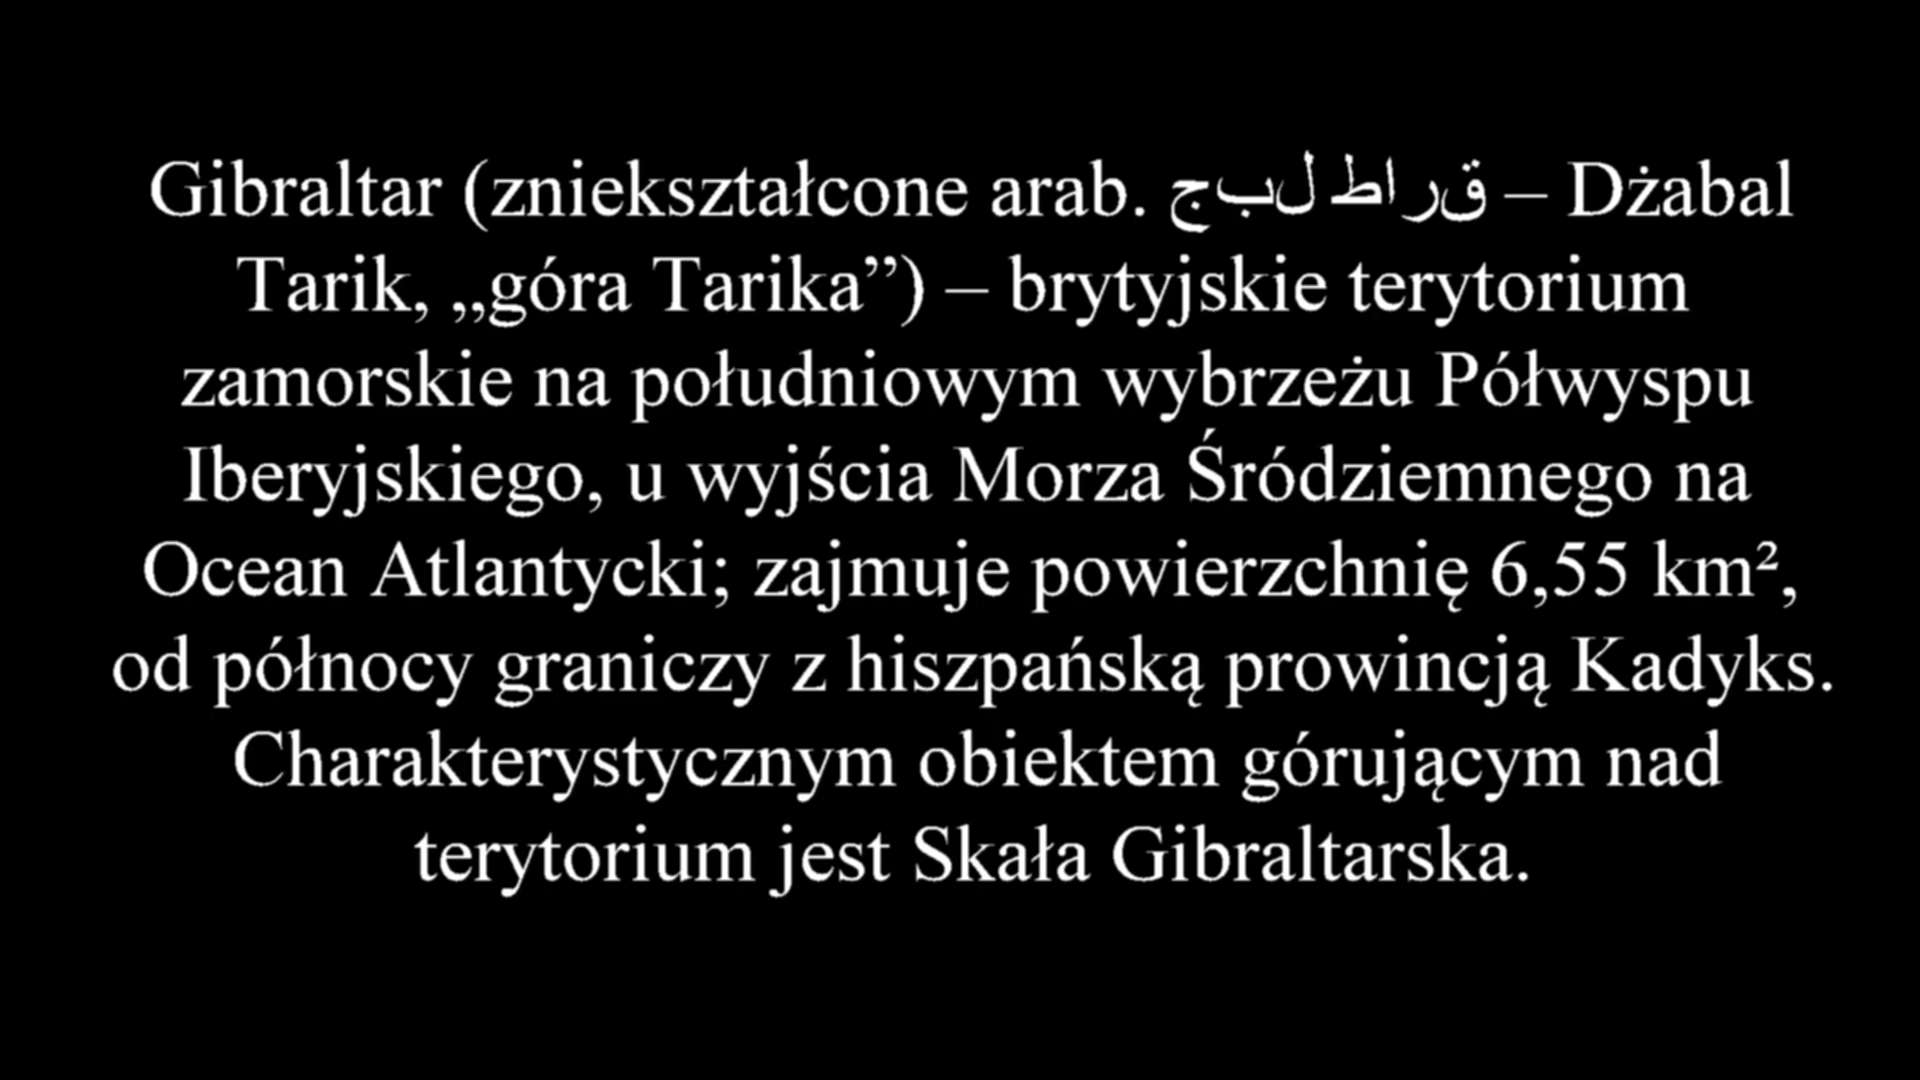 Gibraltar (zniekształcone arab. جبل طارق – Dżabal
Tarik, „góra Tarika”) – brytyjskie terytorium
zamorskie na południowym wybrzeżu Półwyspu
Iberyjskiego, u wyjścia Morza Śródziemnego na
Ocean Atlantycki; zajmuje powierzchnię 6,55 km²,
od północy graniczy z hiszpańską prowincją Kadyks.
Charakterystycznym obiektem górującym nad
terytorium jest Skała Gibraltarska.